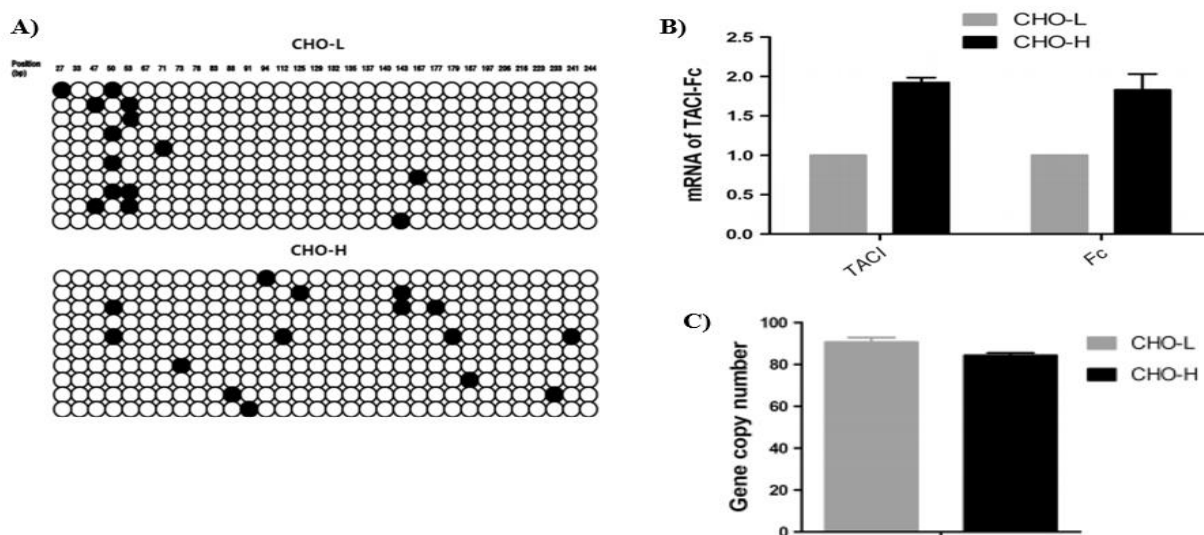 A)
CHO-L
Position (bp) 27 33 47 50 53 67 71 73 78 83 88 91 94 112 125 129 132 135 137 140 143 167 177 179 187 197 206 216 223 233 241 244
CHO-H
B)
CHO-L
CHO-H
mRNA of TACI-Fc
2.5
2.0
1.5
1.0
0.5
0.0
TACI
Fc
C)
CHO-L
CHO-H
Gene copy number
100
80
60
40
20
0